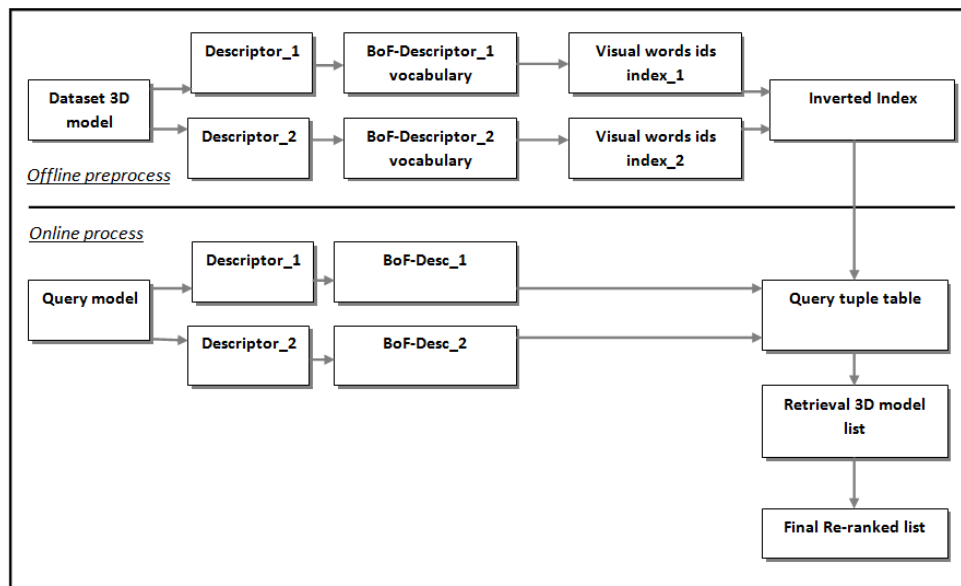 Descriptor_1
BoF-Descriptor_1
vocabulary
Visual words ids
index_1
Dataset 3D
model
Inverted Index
Descriptor_2
BoF-Descriptor_2
vocabulary
Visual words ids
index_2
Offline preprocess
Online process
Descriptor_1
BoF-Desc_1
Query model
Query tuple table
Descriptor_2
BoF-Desc_2
Retrieval 3D model
list
Final Re-ranked list